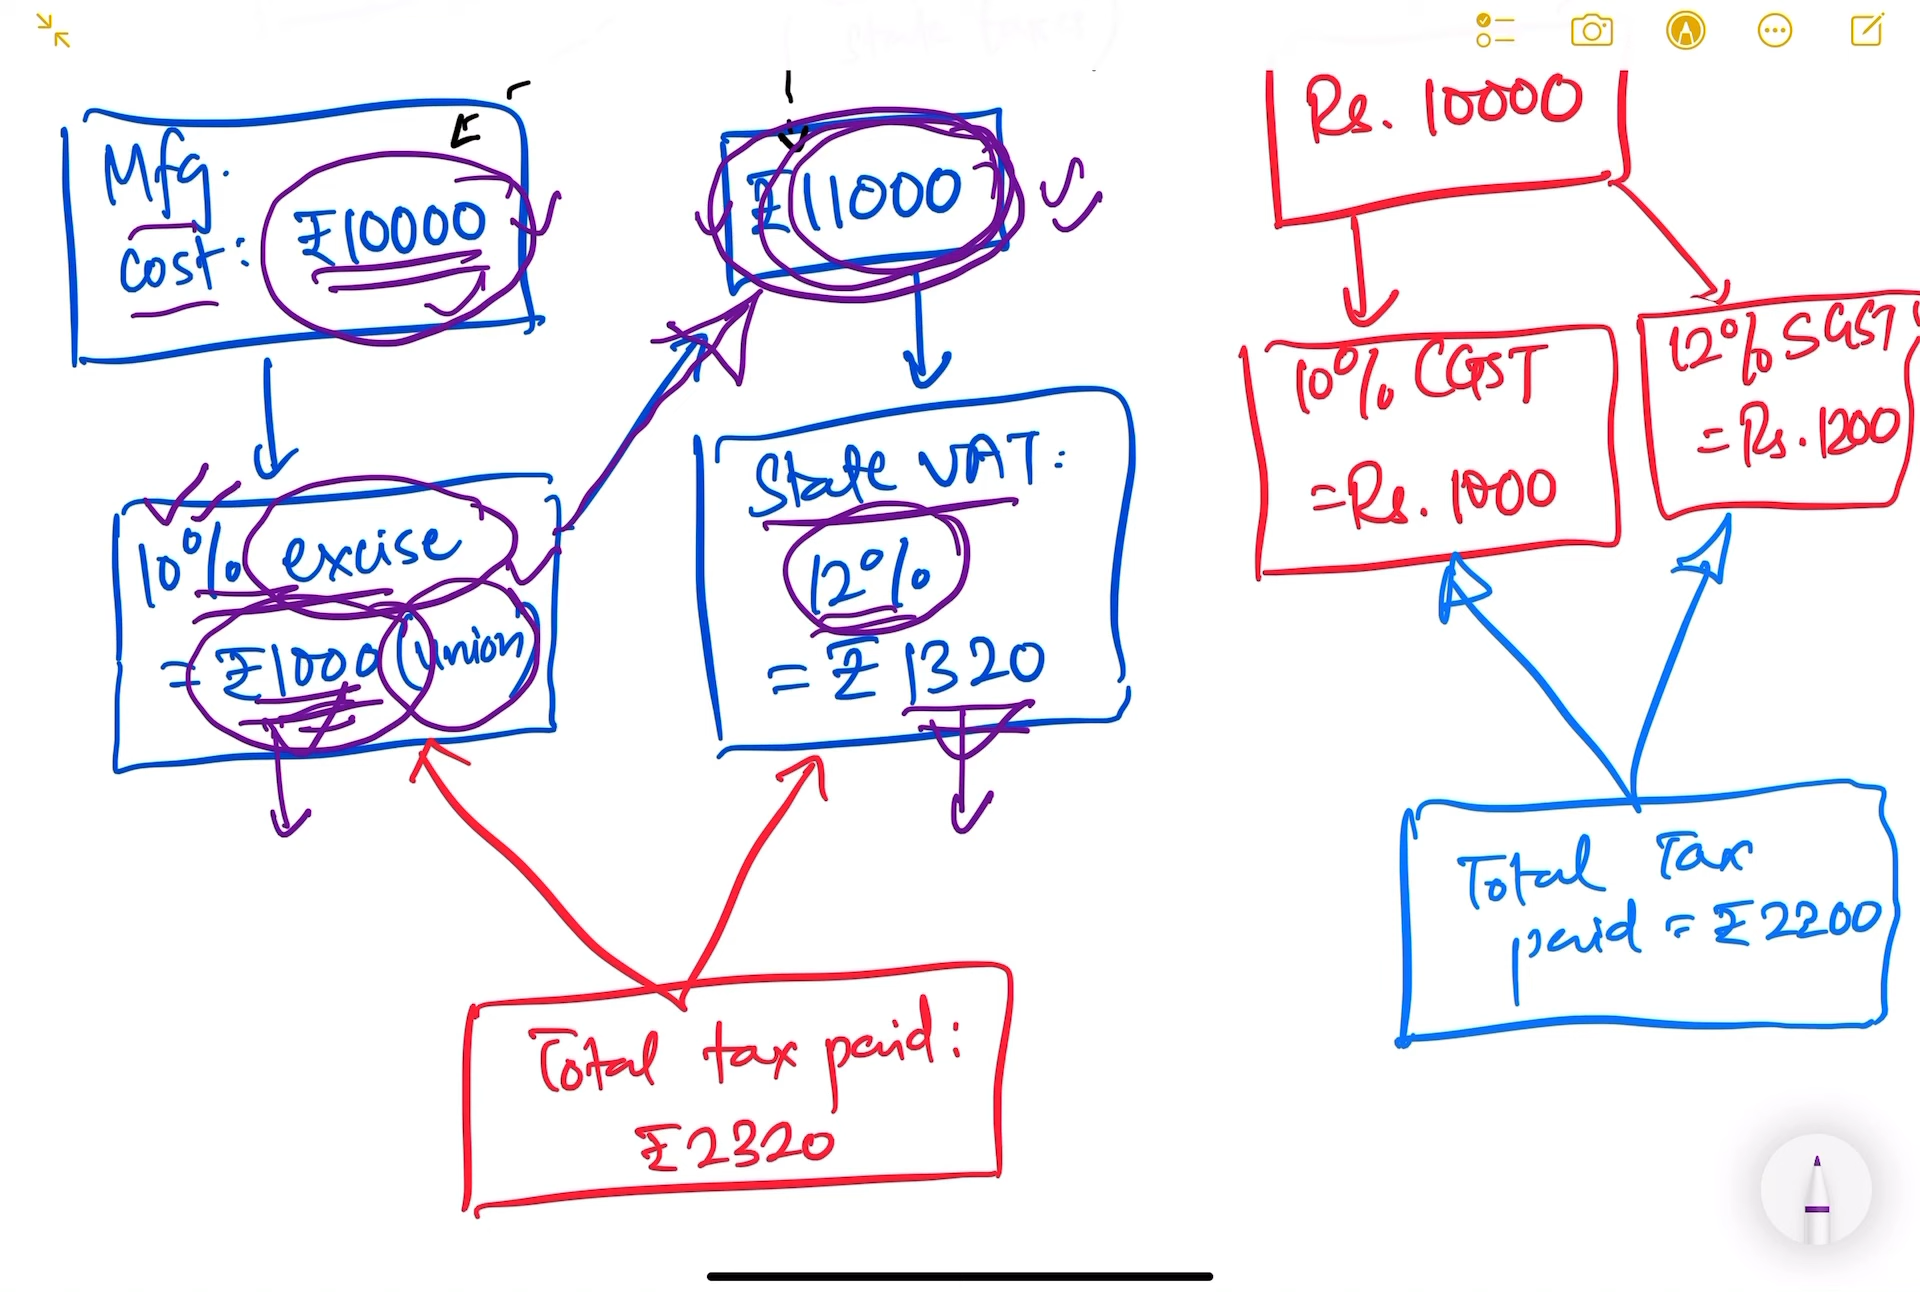 Mfg.
cost: ₹10000
10% excise
= ₹1000 (Union)
₹11000
State VAT:
12%
= ₹1320
Total tax paid:
₹2320
Rs. 10000
10% CGST
=Rs. 1000
12% SGST
=Rs. 1200
Total Tax
paid = ₹2200